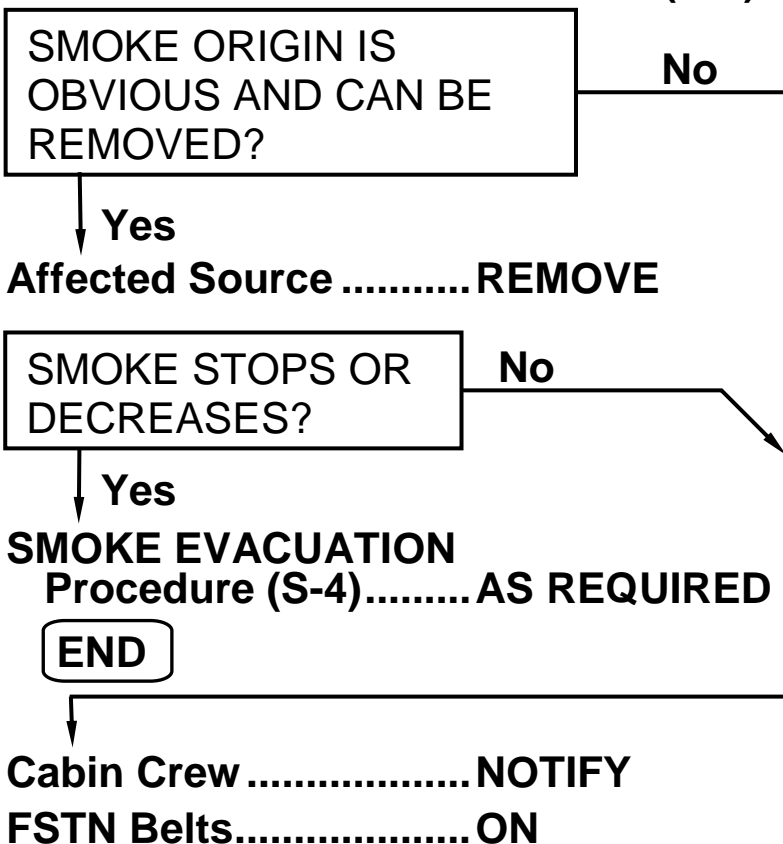 SMOKE ORIGIN IS
OBVIOUS AND CAN BE
REMOVED?
No
Yes
Affected Source ...........REMOVE
SMOKE STOPS OR
DECREASES?
No
Yes
SMOKE EVACUATION
Procedure (S-4).........AS REQUIRED
END
Cabin Crew ...................NOTIFY
FSTN Belts....................ON